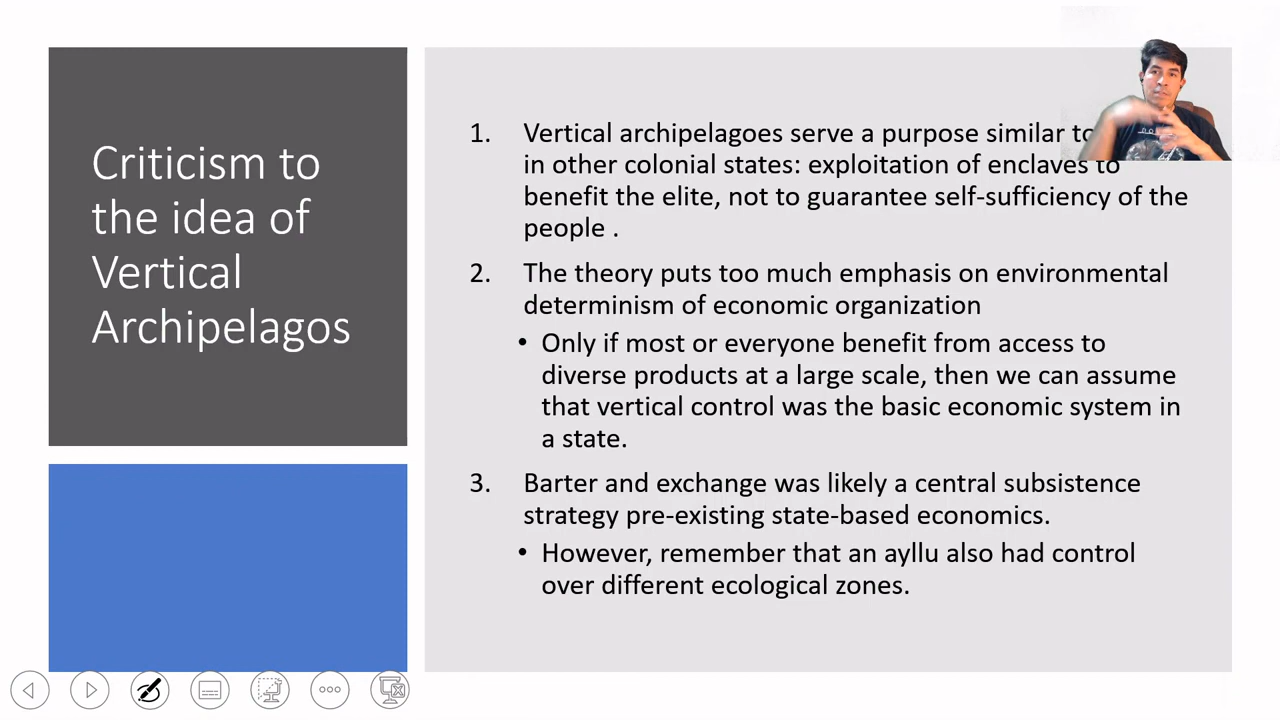 Criticism to
the idea of
Vertical
Archipelagos
1. Vertical archipelagoes serve a purpose similar to
in other colonial states: exploitation of enclaves to
benefit the elite, not to guarantee self-sufficiency of the
people .
2. The theory puts too much emphasis on environmental
determinism of economic organization
• Only if most or everyone benefit from access to
diverse products at a large scale, then we can assume
that vertical control was the basic economic system in
a state.
3. Barter and exchange was likely a central subsistence
strategy pre-existing state-based economics.
• However, remember that an ayllu also had control
over different ecological zones.